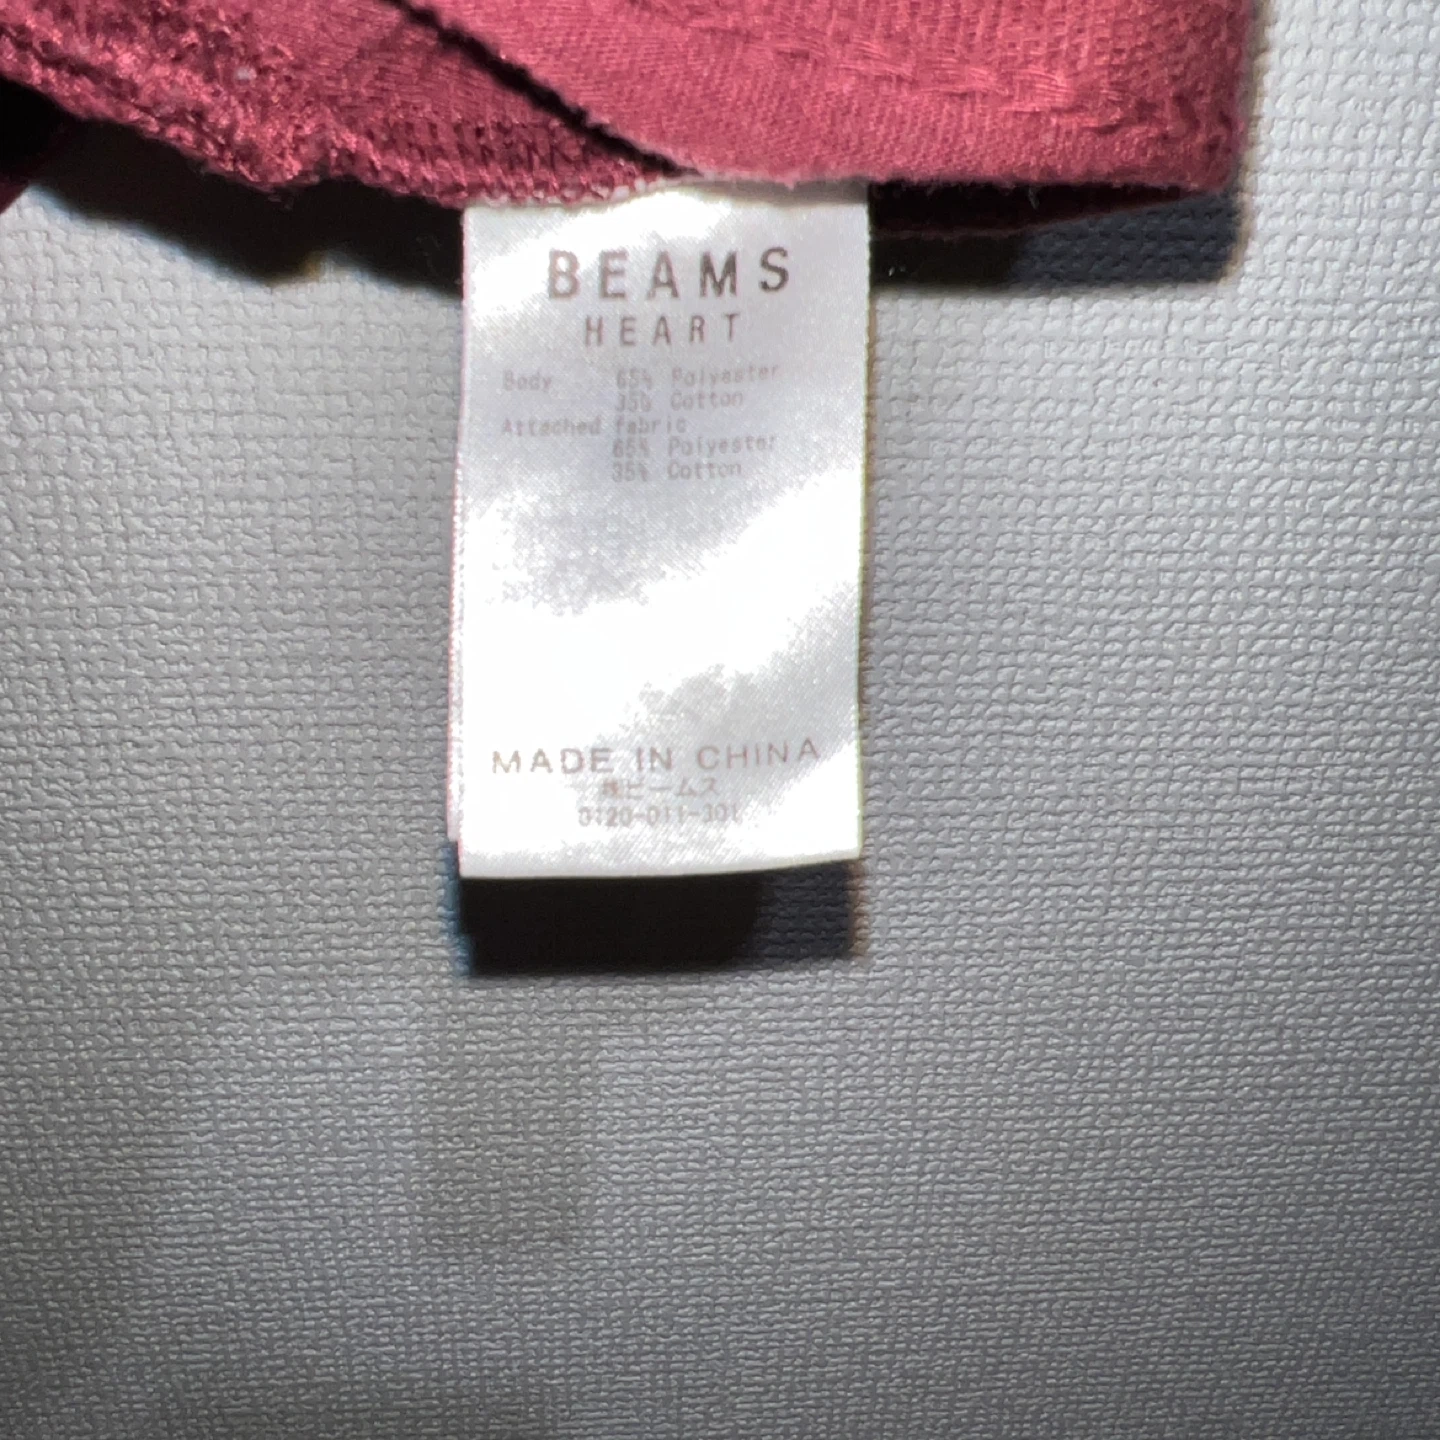 BEAMS
HEART
Body 65% Polyester
35% Cotton
Attached fabric
65% Polyester
35% Cotton
MADE IN CHINA
㈱ビームス
0120-011-301